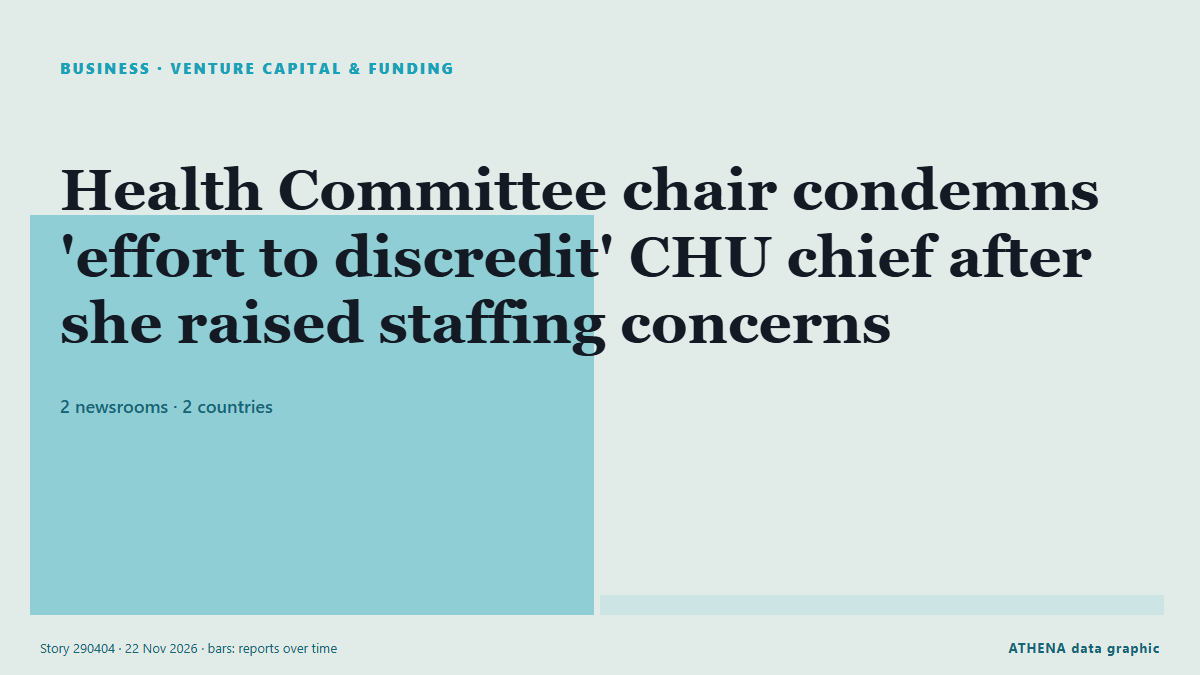 BUSINESS · VENTURE CAPITAL & FUNDING
Health Committee chair condemns
'effort to discredit' CHU chief after
she raised staffing concerns
2 newsrooms · 2 countries
Story 290404 · 22 Nov 2026 · bars: reports over time
ATHENA data graphic